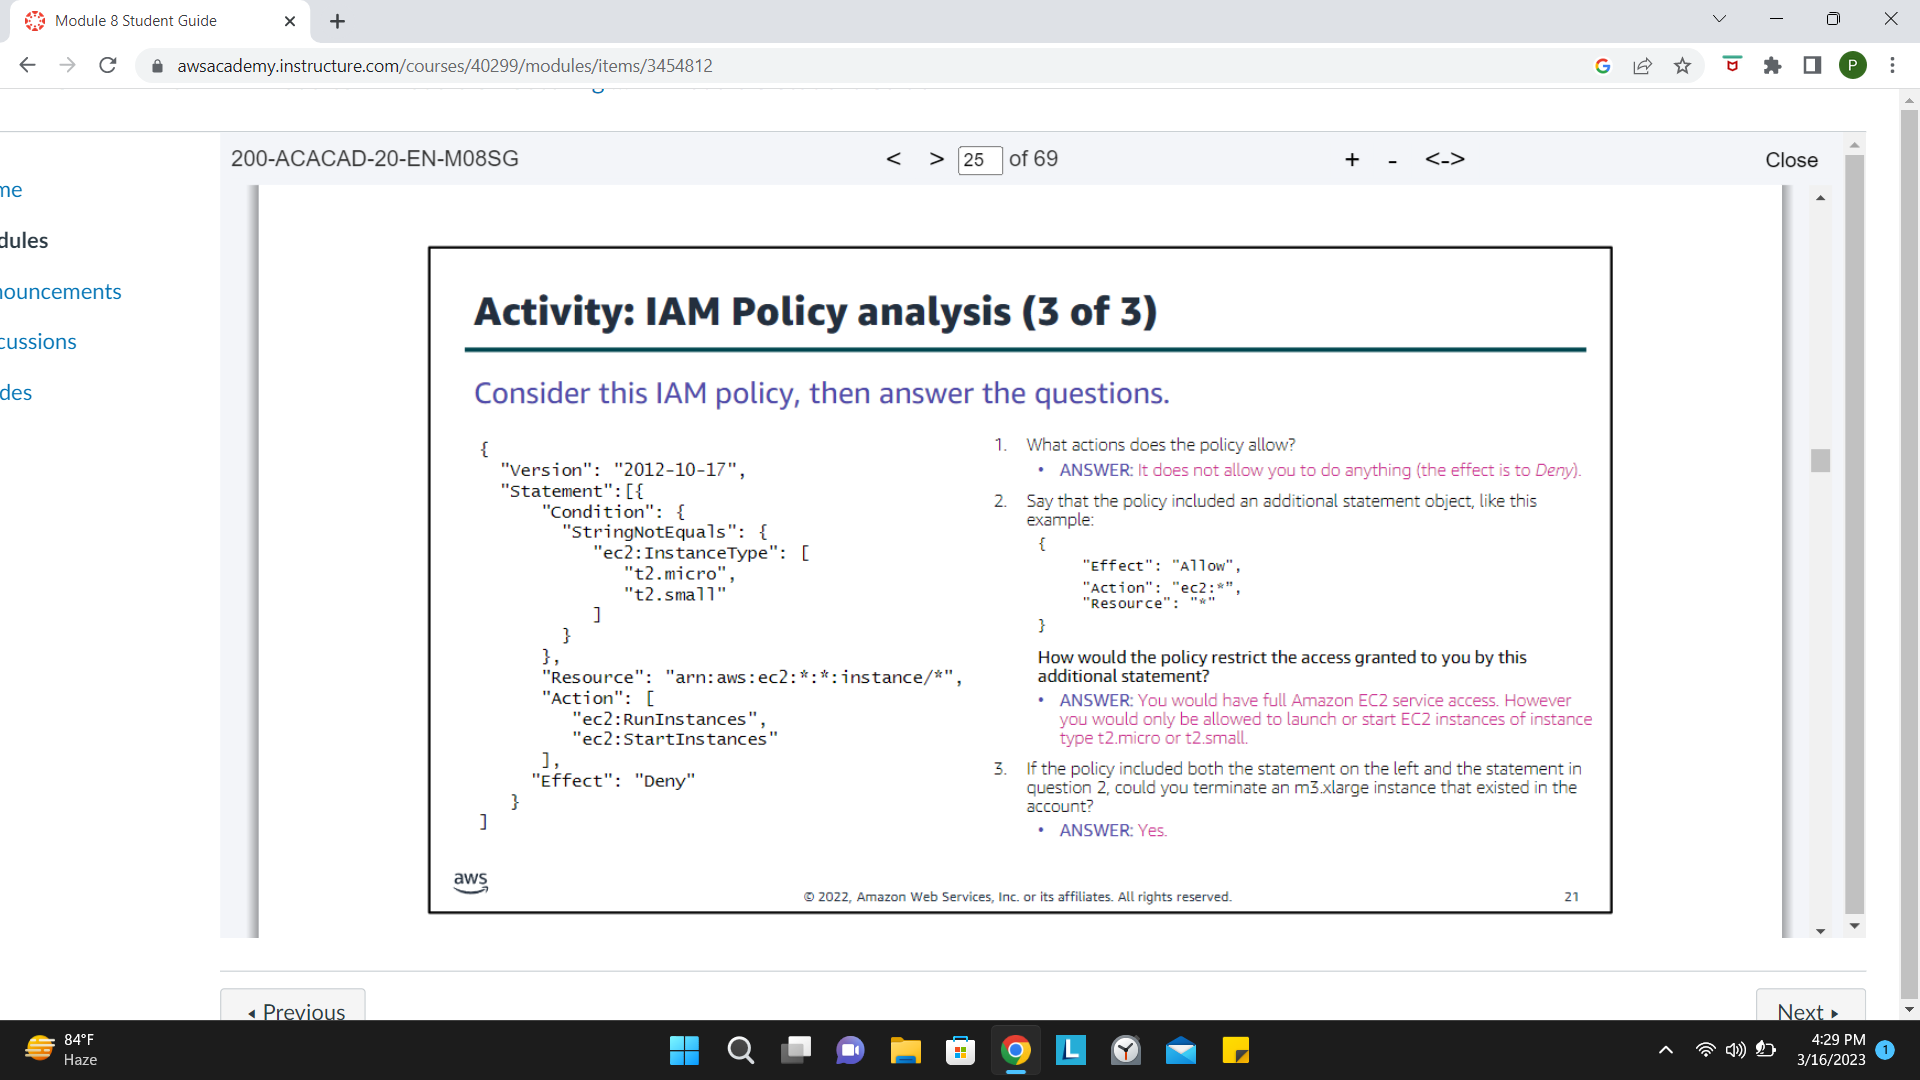 Module 8 Student Guide
awsacademy.instructure.com/courses/40299/modules/items/3454812
P
200-ACACAD-20-EN-M08SG
< > 25 of 69
+ - <->
Close
me
dules
nouncements
cussions
des
Activity: IAM Policy analysis (3 of 3)
Consider this IAM policy, then answer the questions.
{
"Version": "2012-10-17",
"Statement":[{
"Condition": {
"StringNotEquals": {
"ec2:InstanceType": [
"t2.micro",
"t2.small"
]
}
},
"Resource": "arn:aws:ec2:*:*:instance/*",
"Action": [
"ec2:RunInstances",
"ec2:StartInstances"
],
"Effect": "Deny"
}
]
1. What actions does the policy allow?
• ANSWER: It does not allow you to do anything (the effect is to Deny).
2. Say that the policy included an additional statement object, like this
example:
{
"Effect": "Allow",
"Action": "ec2:*",
"Resource": "*"
}
How would the policy restrict the access granted to you by this
additional statement?
• ANSWER: You would have full Amazon EC2 service access. However
you would only be allowed to launch or start EC2 instances of instance
type t2.micro or t2.small.
3. If the policy included both the statement on the left and the statement in
question 2, could you terminate an m3.xlarge instance that existed in the
account?
• ANSWER: Yes.
aws
© 2022, Amazon Web Services, Inc. or its affiliates. All rights reserved.
21
Previous
Next
84°F
Haze
L
4:29 PM
3/16/2023
1